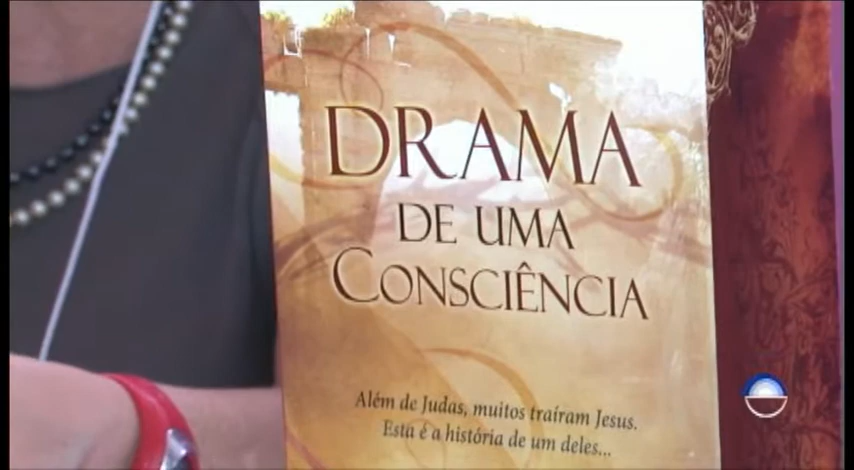 DRAMA
DE UMA
CONSCIÊNCIA
Além de Judas, muitos traíram Jesus.
Esta é a história de um deles...